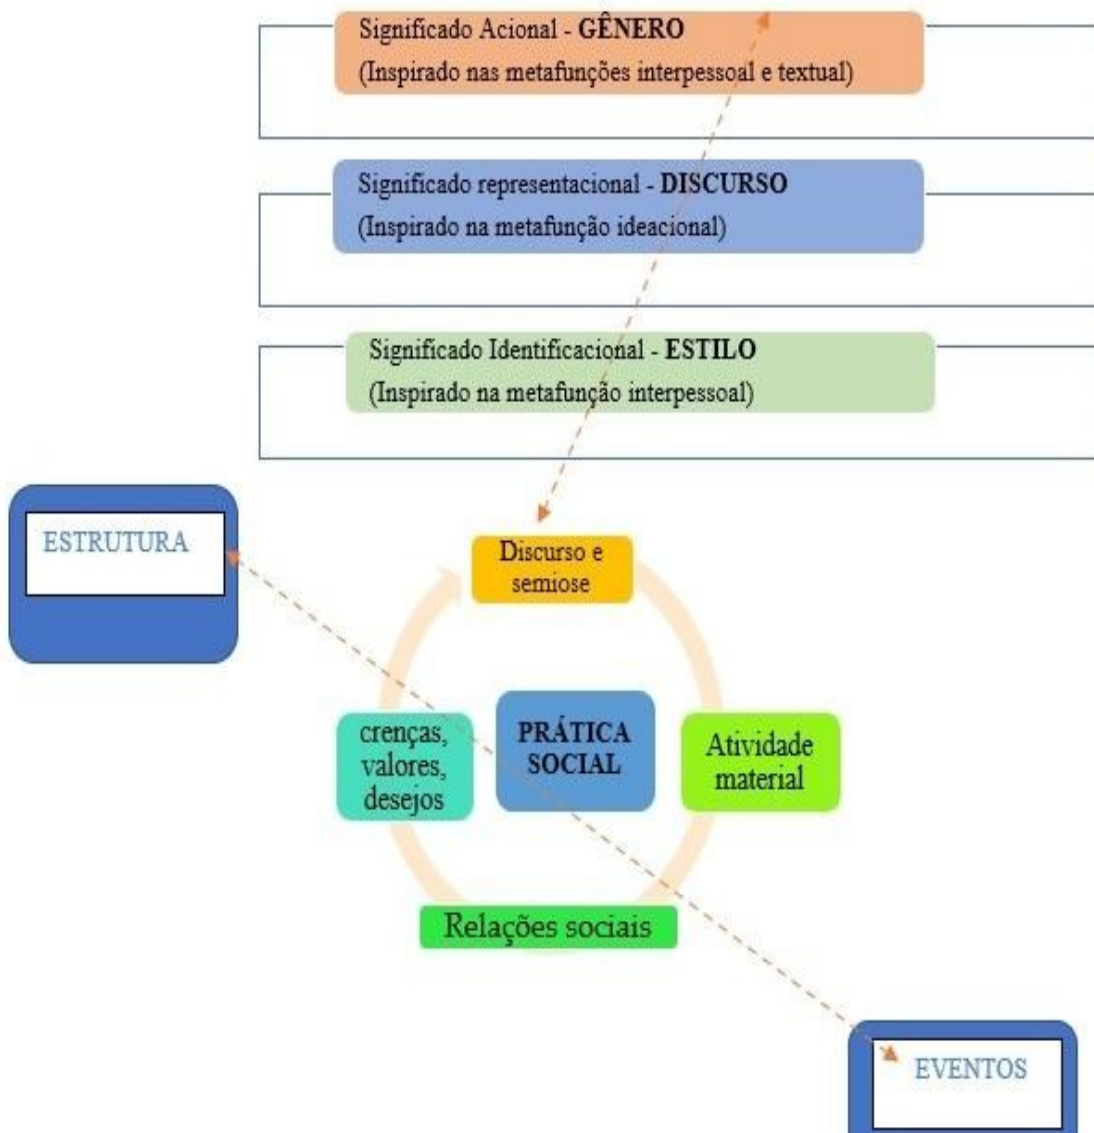 Significado Acional - GÊNERO
(Inspirado nas metafunções interpessoal e textual)
Significado representacional - DISCURSO
(Inspirado na metafunção ideacional)
Significado Identificacional - ESTILO
(Inspirado na metafunção interpessoal)
ESTRUTURA
Discurso e
semiose
crenças,
valores,
desejos
PRÁTICA
SOCIAL
Atividade
material
Relações sociais
EVENTOS